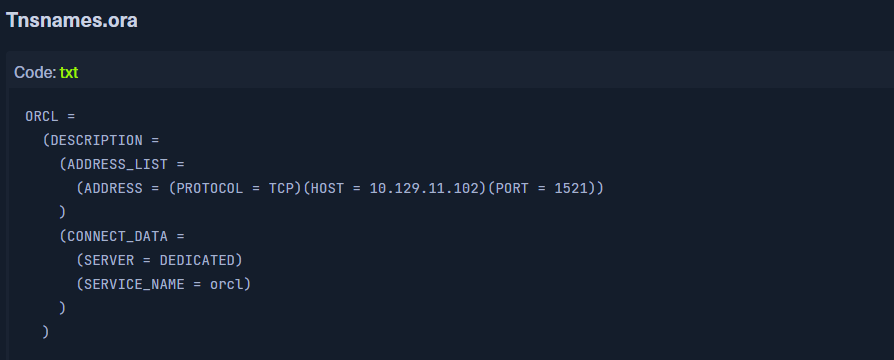 Tnsnames.ora
Code: txt
ORCL =
  (DESCRIPTION =
    (ADDRESS_LIST =
      (ADDRESS = (PROTOCOL = TCP)(HOST = 10.129.11.102)(PORT = 1521))
    )
    (CONNECT_DATA =
      (SERVER = DEDICATED)
      (SERVICE_NAME = orcl)
    )
  )